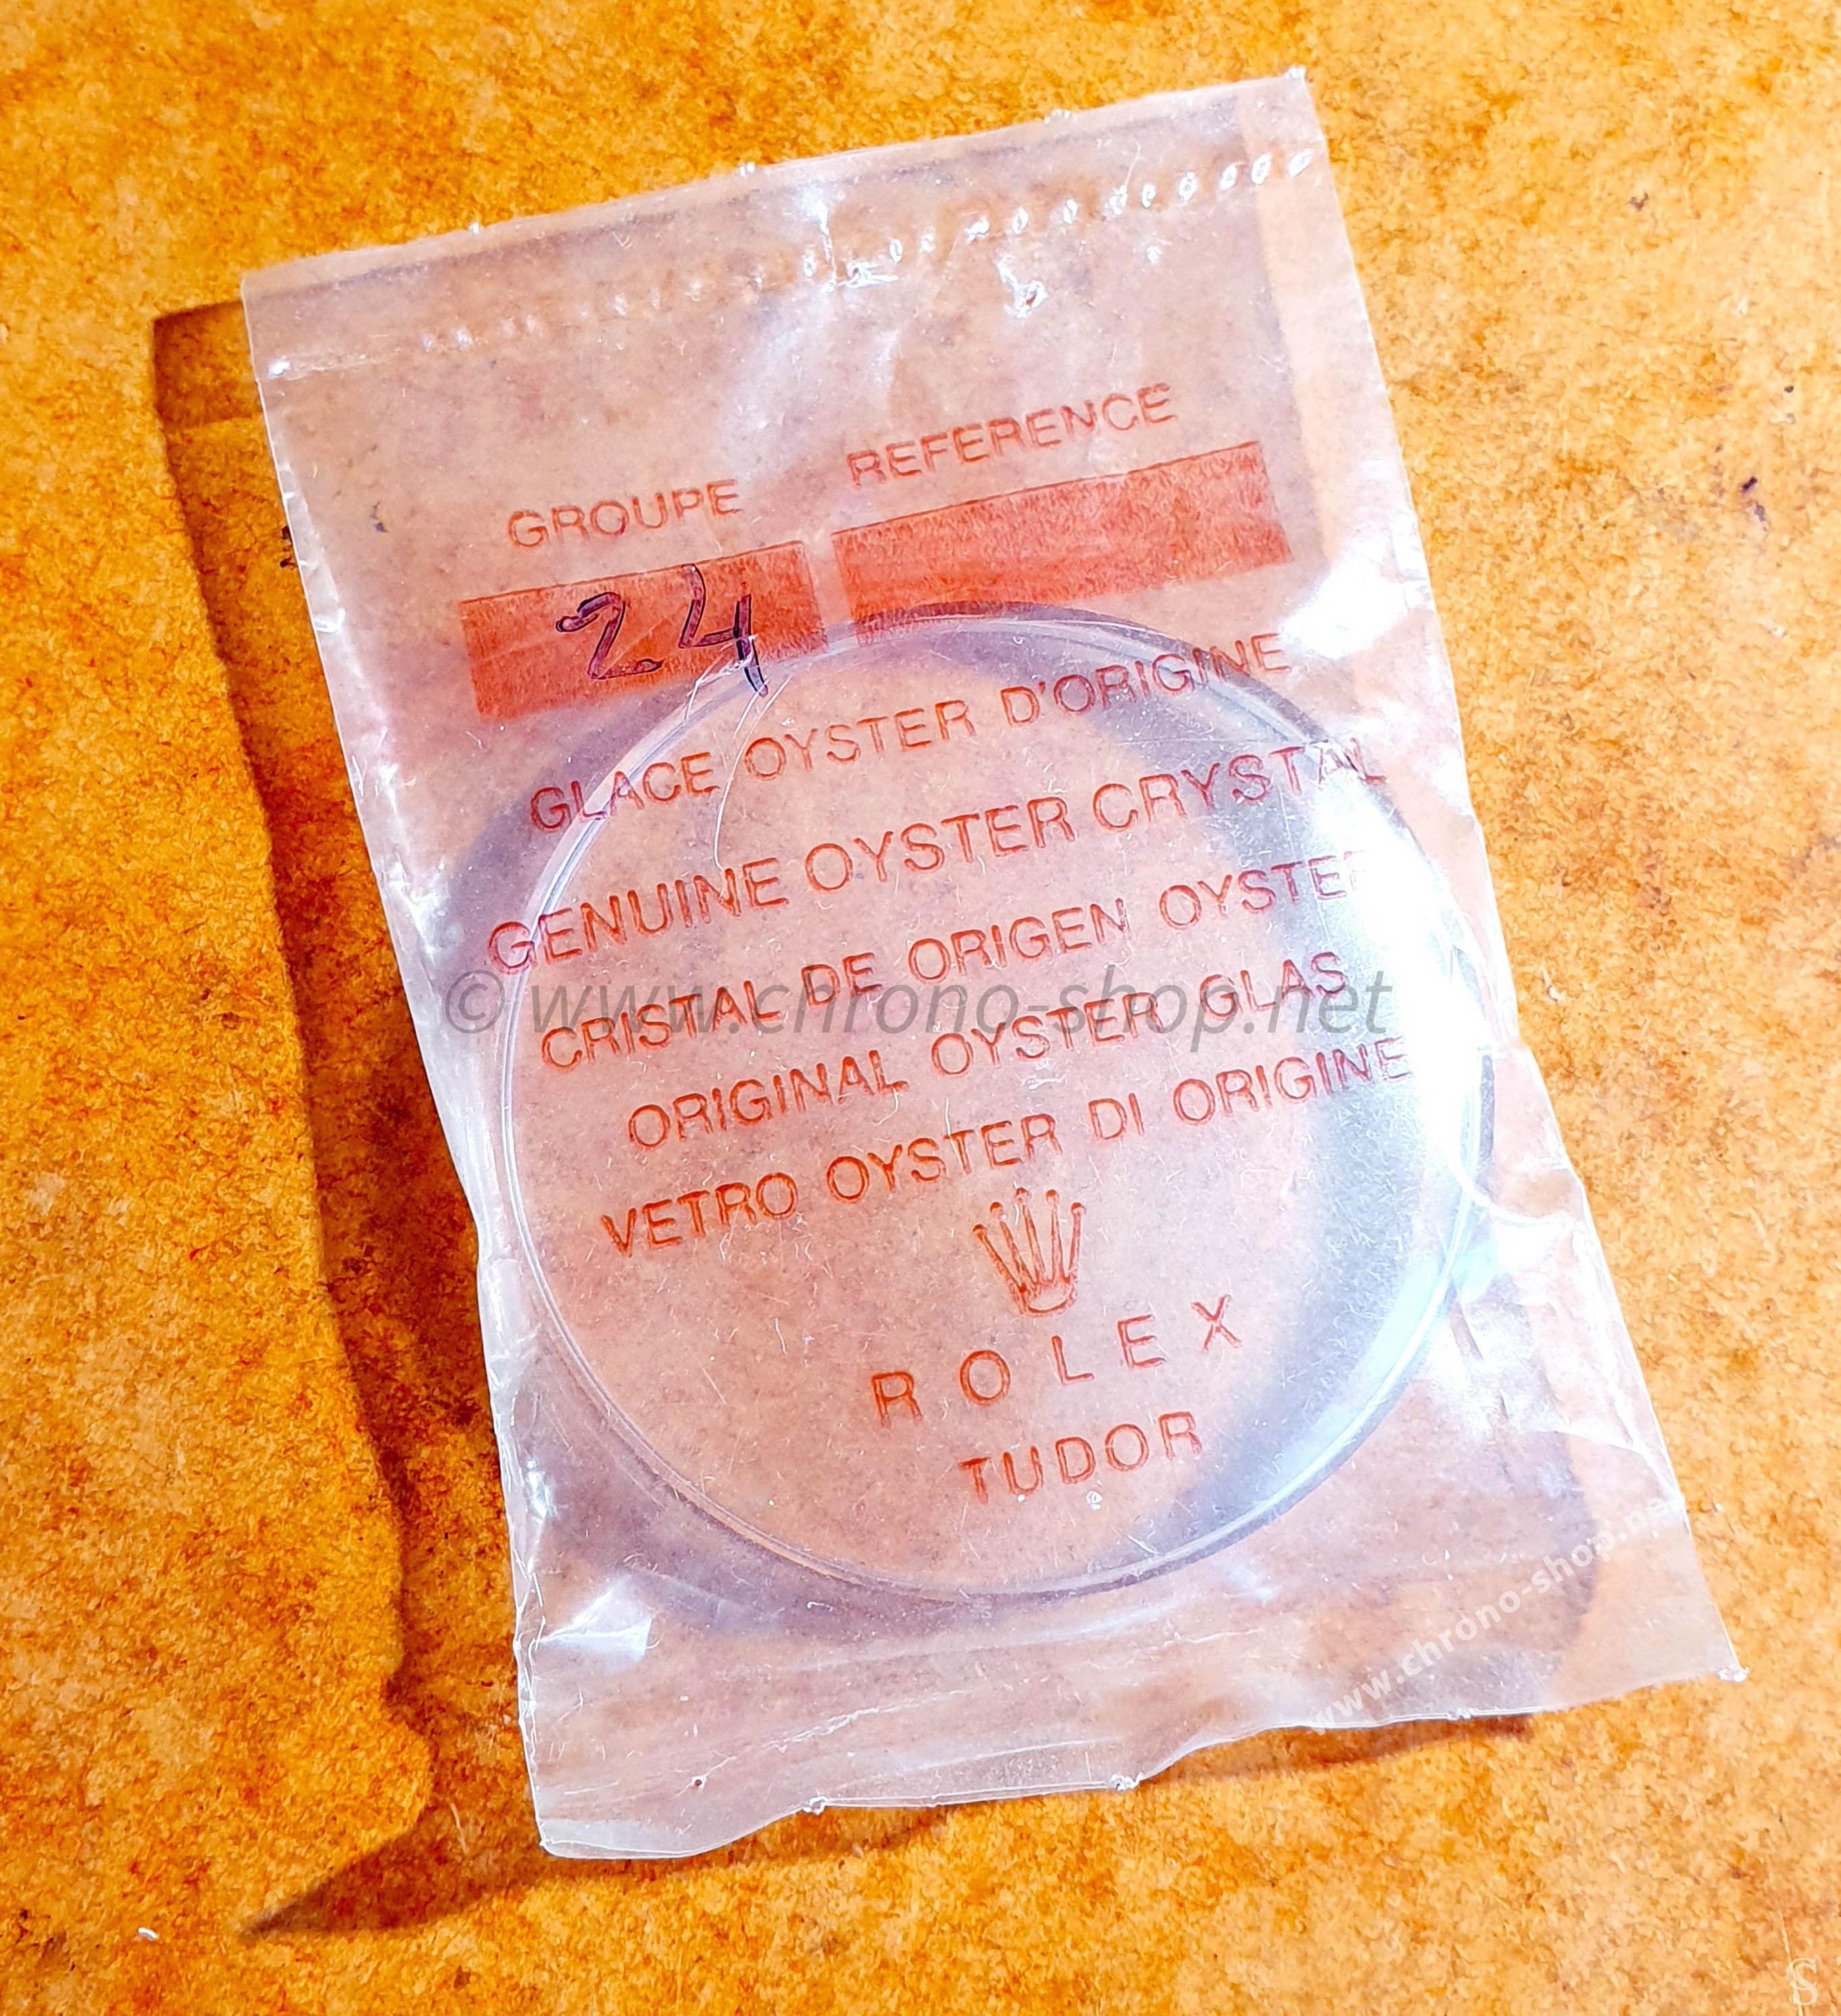 GROUPE REFERENCE
24
GLACE OYSTER D'ORIGINE
GENUINE OYSTER CRYSTAL
CRISTAL DE ORIGEN OYSTER
© www.chrono-shop.net
ORIGINAL OYSTER GLAS
VETRO OYSTER DI ORIGINE
ROLEX
TUDOR
www.chrono-shop.net
S